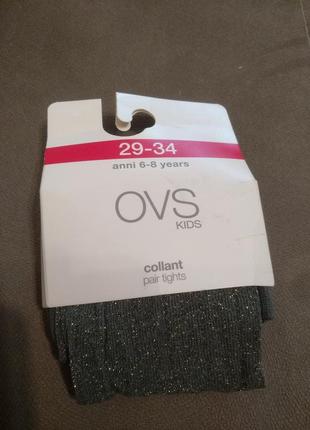 29-34
anni 6-8 years
OVS
KIDS
collant
pair tights